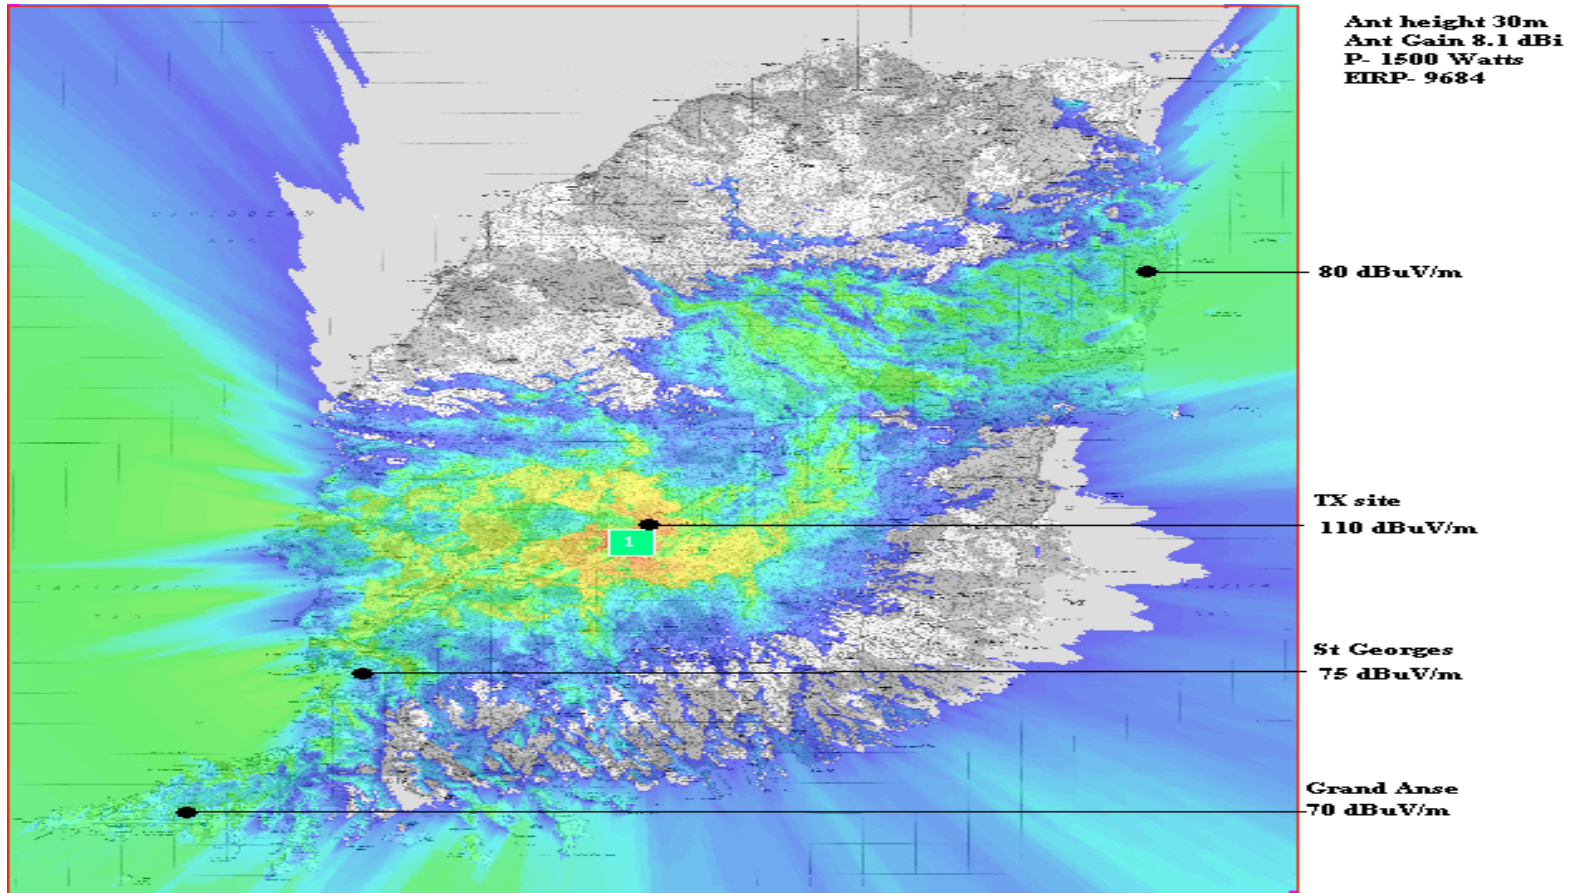 Ant height 30m
Ant Gain 8.1 dBi
P- 1500 Watts
EIRP- 9684
80 dBuV/m
TX site
110 dBuV/m
1
St Georges
75 dBuV/m
Grand Anse
70 dBuV/m